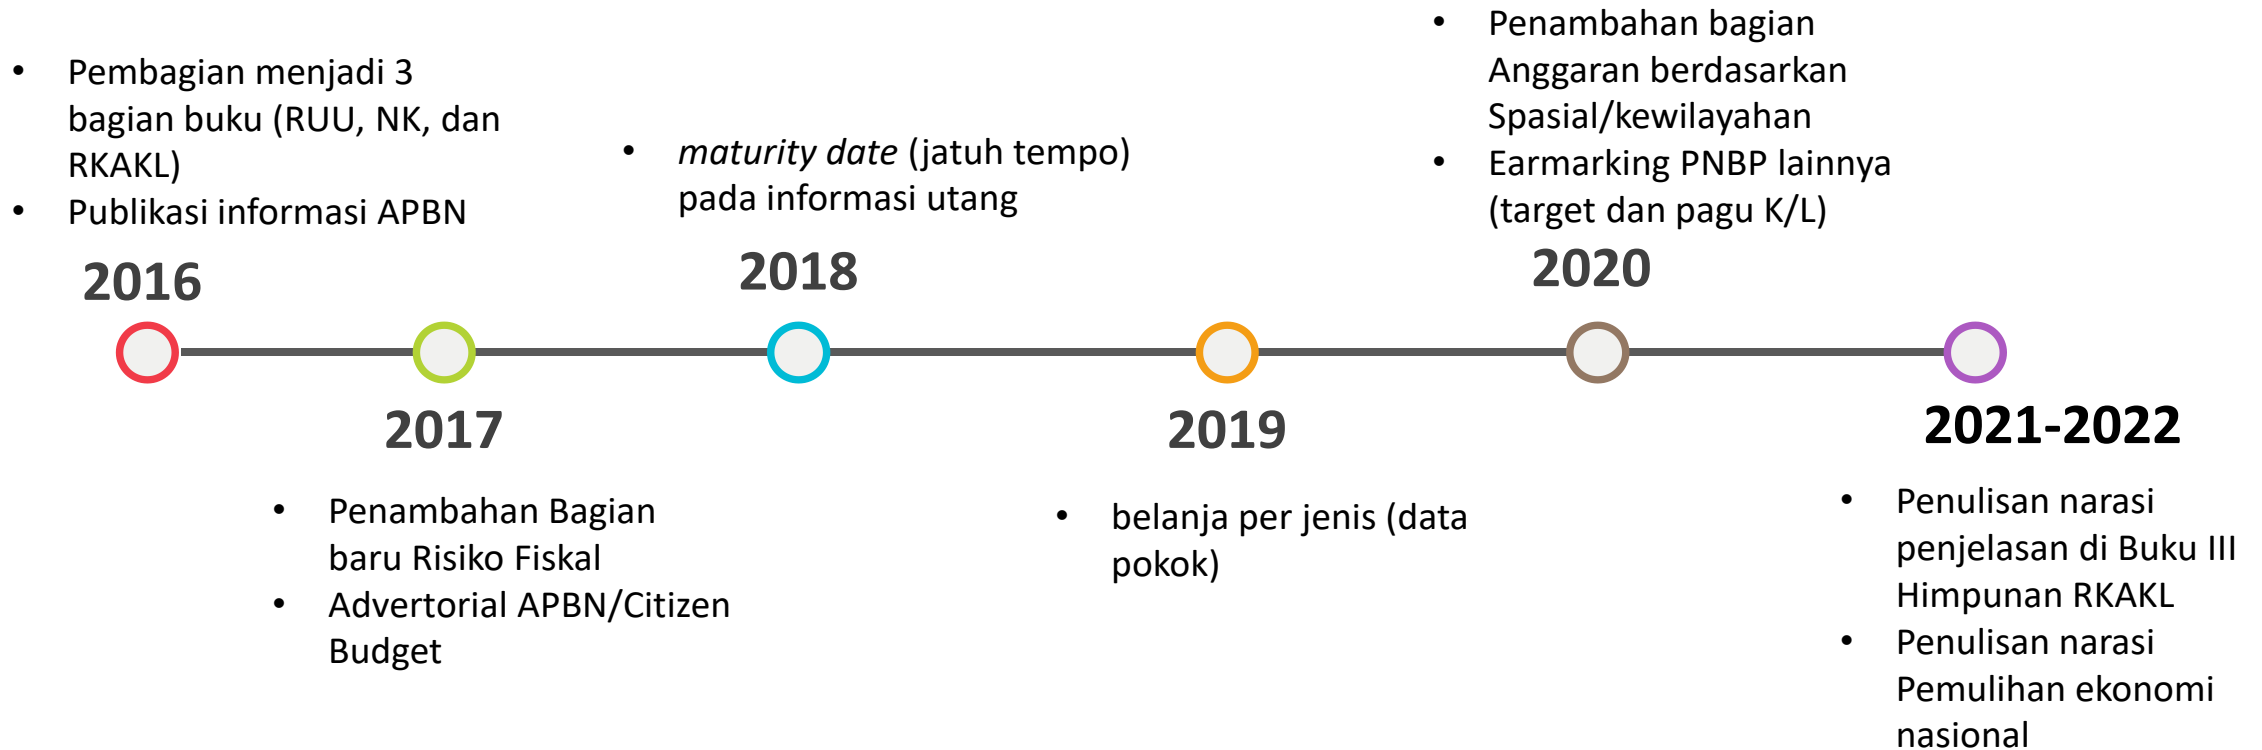 • Pembagian menjadi 3
bagian buku (RUU, NK, dan
RKAKL)
• Publikasi informasi APBN
2016
2017
• Penambahan Bagian
baru Risiko Fiskal
• Advertorial APBN/Citizen
Budget
• maturity date (jatuh tempo)
pada informasi utang
2018
2019
• belanja per jenis (data
pokok)
• Penambahan bagian
Anggaran berdasarkan
Spasial/kewilayahan
• Earmarking PNBP lainnya
(target dan pagu K/L)
2020
2021-2022
• Penulisan narasi
penjelasan di Buku III
Himpunan RKAKL
• Penulisan narasi
Pemulihan ekonomi
nasional